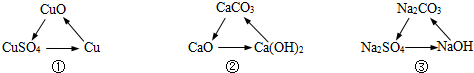 CuO
CuSO₄ Cu
①
CaCO₃
CaO Ca(OH)₂
②
Na₂CO₃
Na₂SO₄ NaOH
③